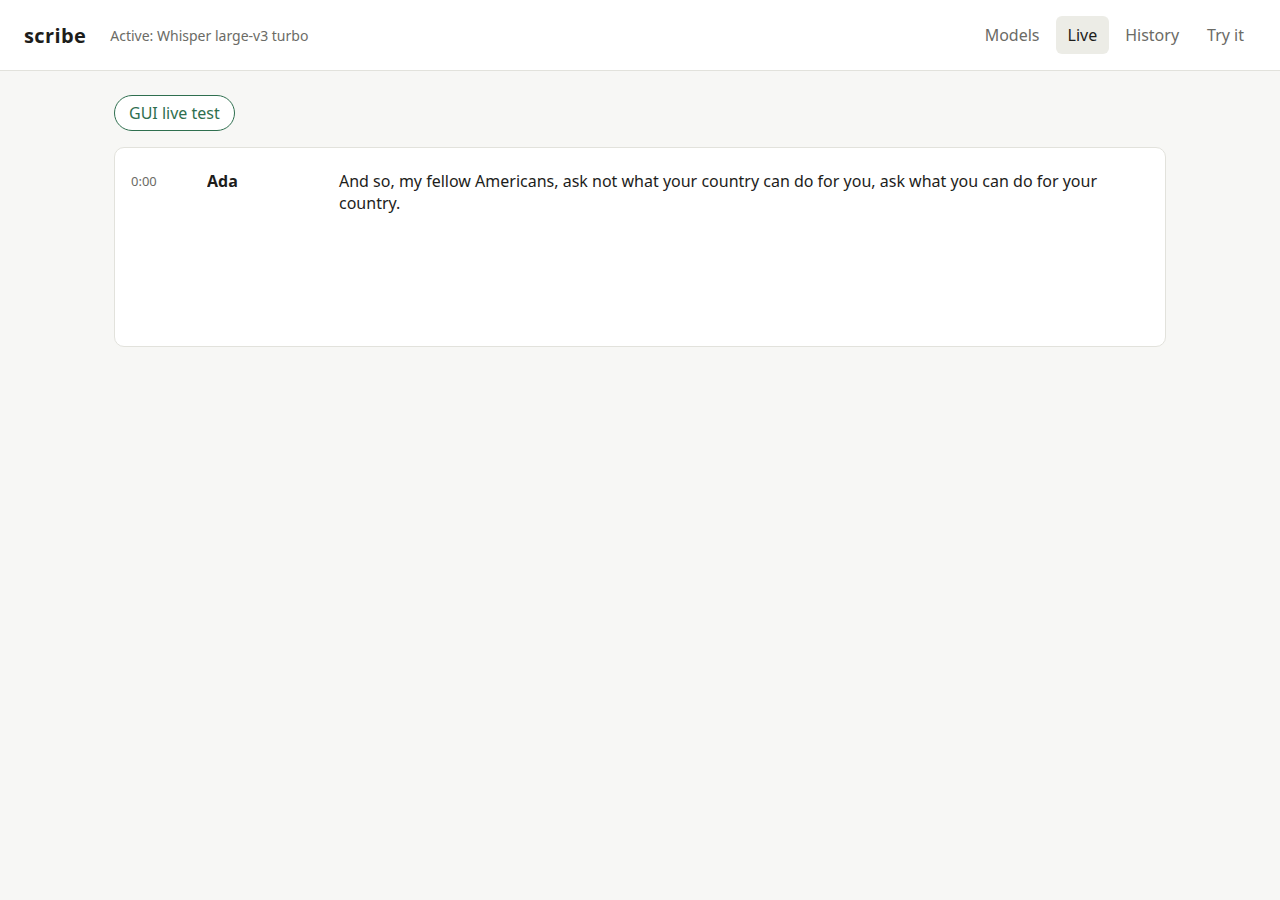 scribe Active: Whisper large-v3 turbo Models Live History Try it
GUI live test
0:00 Ada And so, my fellow Americans, ask not what your country can do for you, ask what you can do for your
country.